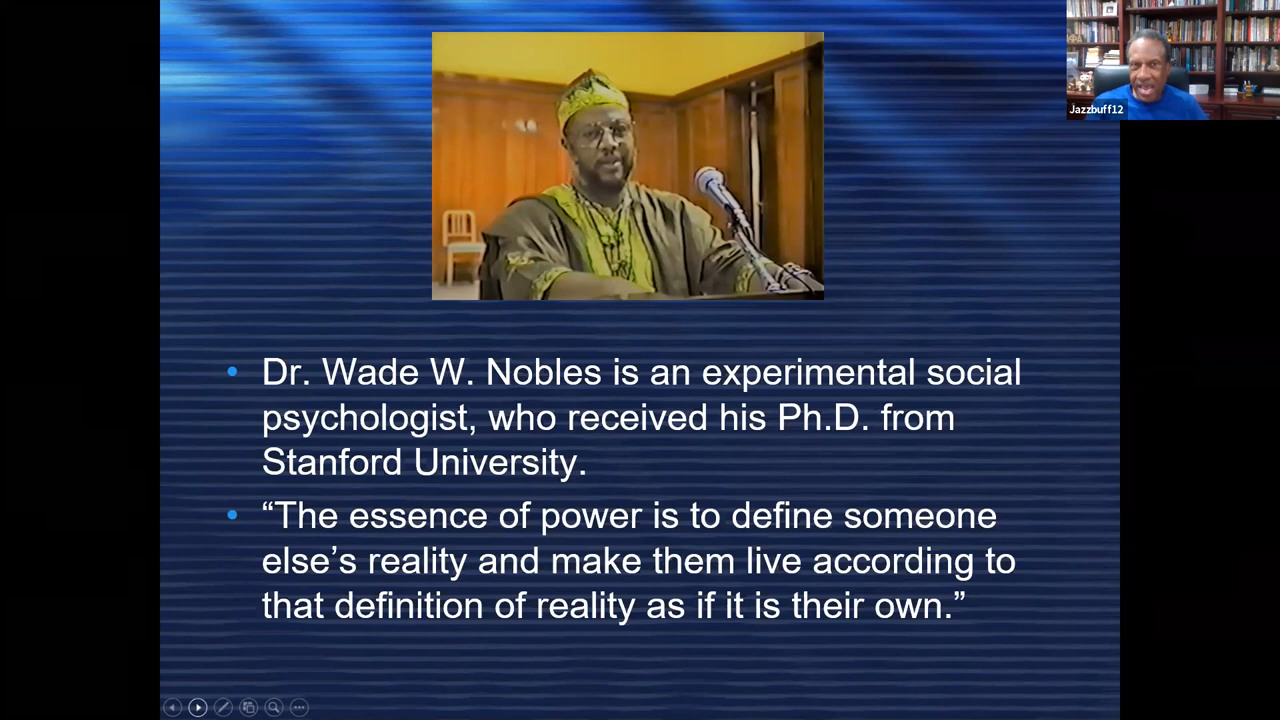 Jazzbuff12
• Dr. Wade W. Nobles is an experimental social
psychologist, who received his Ph.D. from
Stanford University.
• “The essence of power is to define someone
else’s reality and make them live according to
that definition of reality as if it is their own.”